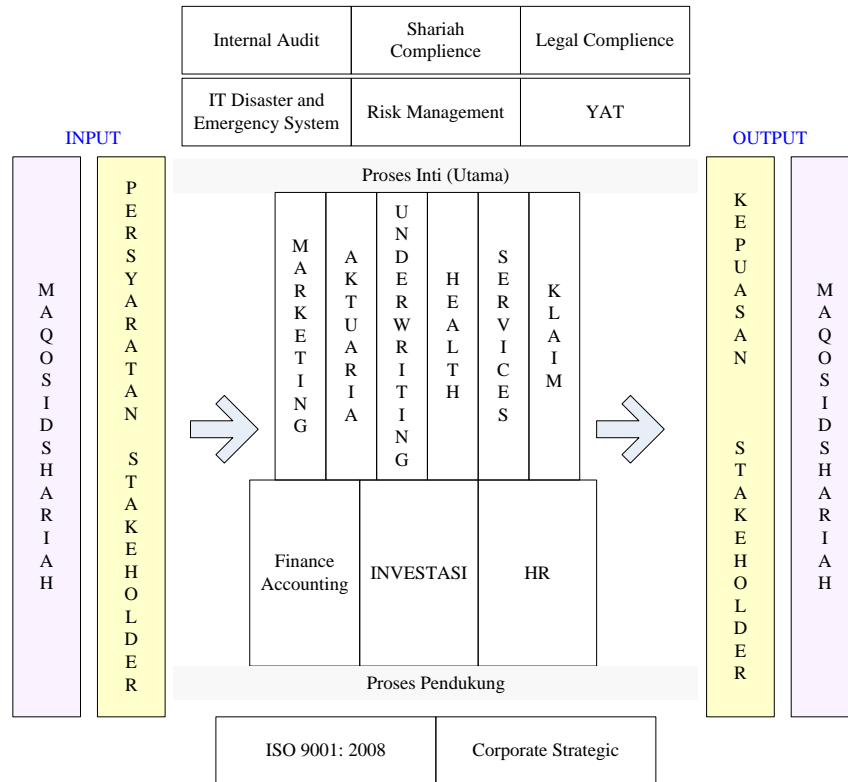 Internal Audit
Shariah
Complience
Legal Complience
IT Disaster and
Emergency System
Risk Management
YAT
INPUT
OUTPUT
MAQOSIDSHARIAH
PERSYARATAN STAKEHOLDER
Proses Inti (Utama)
MARKETING
AKTUARIA
UNDERWRITING
HEALTH
SERVICES
KLAIM
KEPUASAN STAKEHOLDER
MAQOSIDSHARIAH
Finance
Accounting
INVESTASI
HR
Proses Pendukung
ISO 9001: 2008
Corporate Strategic